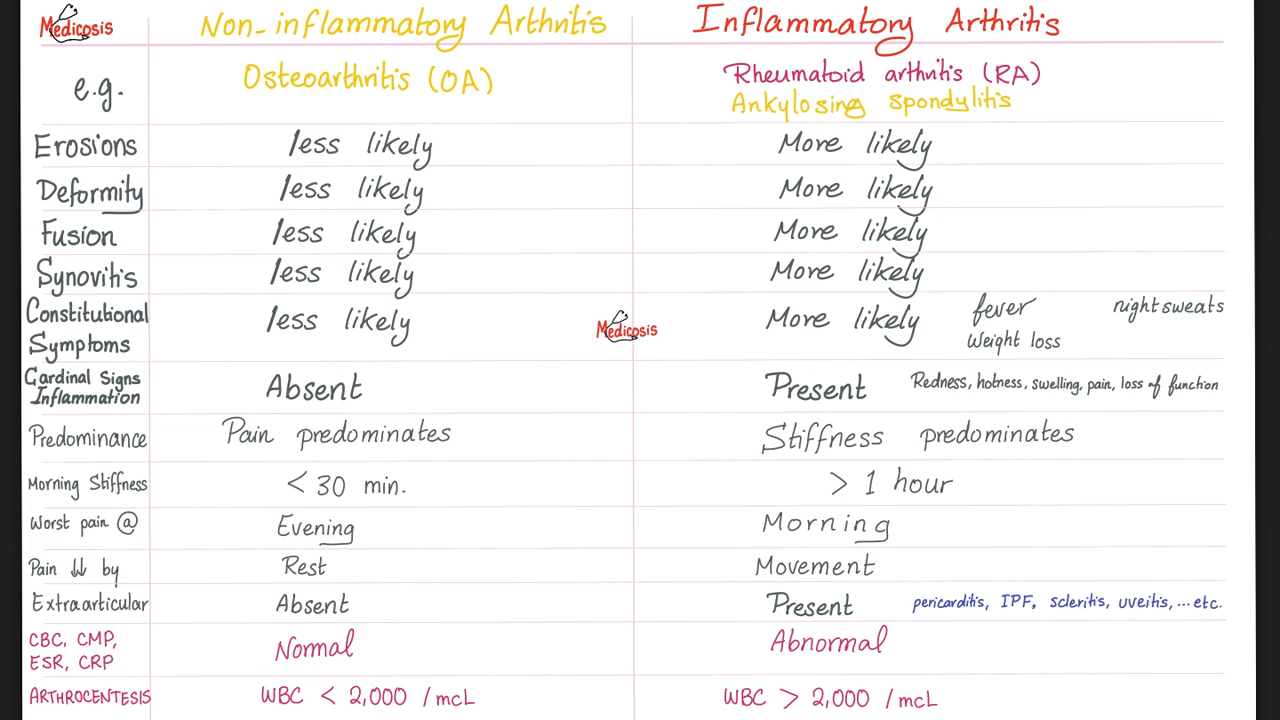 Medicosis Non-inflammatory Arthritis Inflammatory Arthritis
e.g. Osteoarthritis (OA) Rheumatoid arthritis (RA)
Ankylosing spondylitis
Erosions less likely More likely
Deformity less likely More likely
Fusion less likely More likely
Synovitis less likely More likely
Constitutional Symptoms less likely More likely fever night sweats
Weight loss
Medicosis
Cardinal Signs Inflammation Absent Present Redness, hotness, swelling, pain, loss of function
Predominance Pain predominates Stiffness predominates
Morning Stiffness < 30 min. > 1 hour
Worst pain @ Evening Morning
Pain ↓↓ by Rest Movement
Extraarticular Absent Present pericarditis, IPF, scleritis, uveitis, ... etc.
CBC, CMP, ESR, CRP Normal Abnormal
ARTHROCENTESIS WBC < 2,000 /mcL WBC > 2,000 /mcL